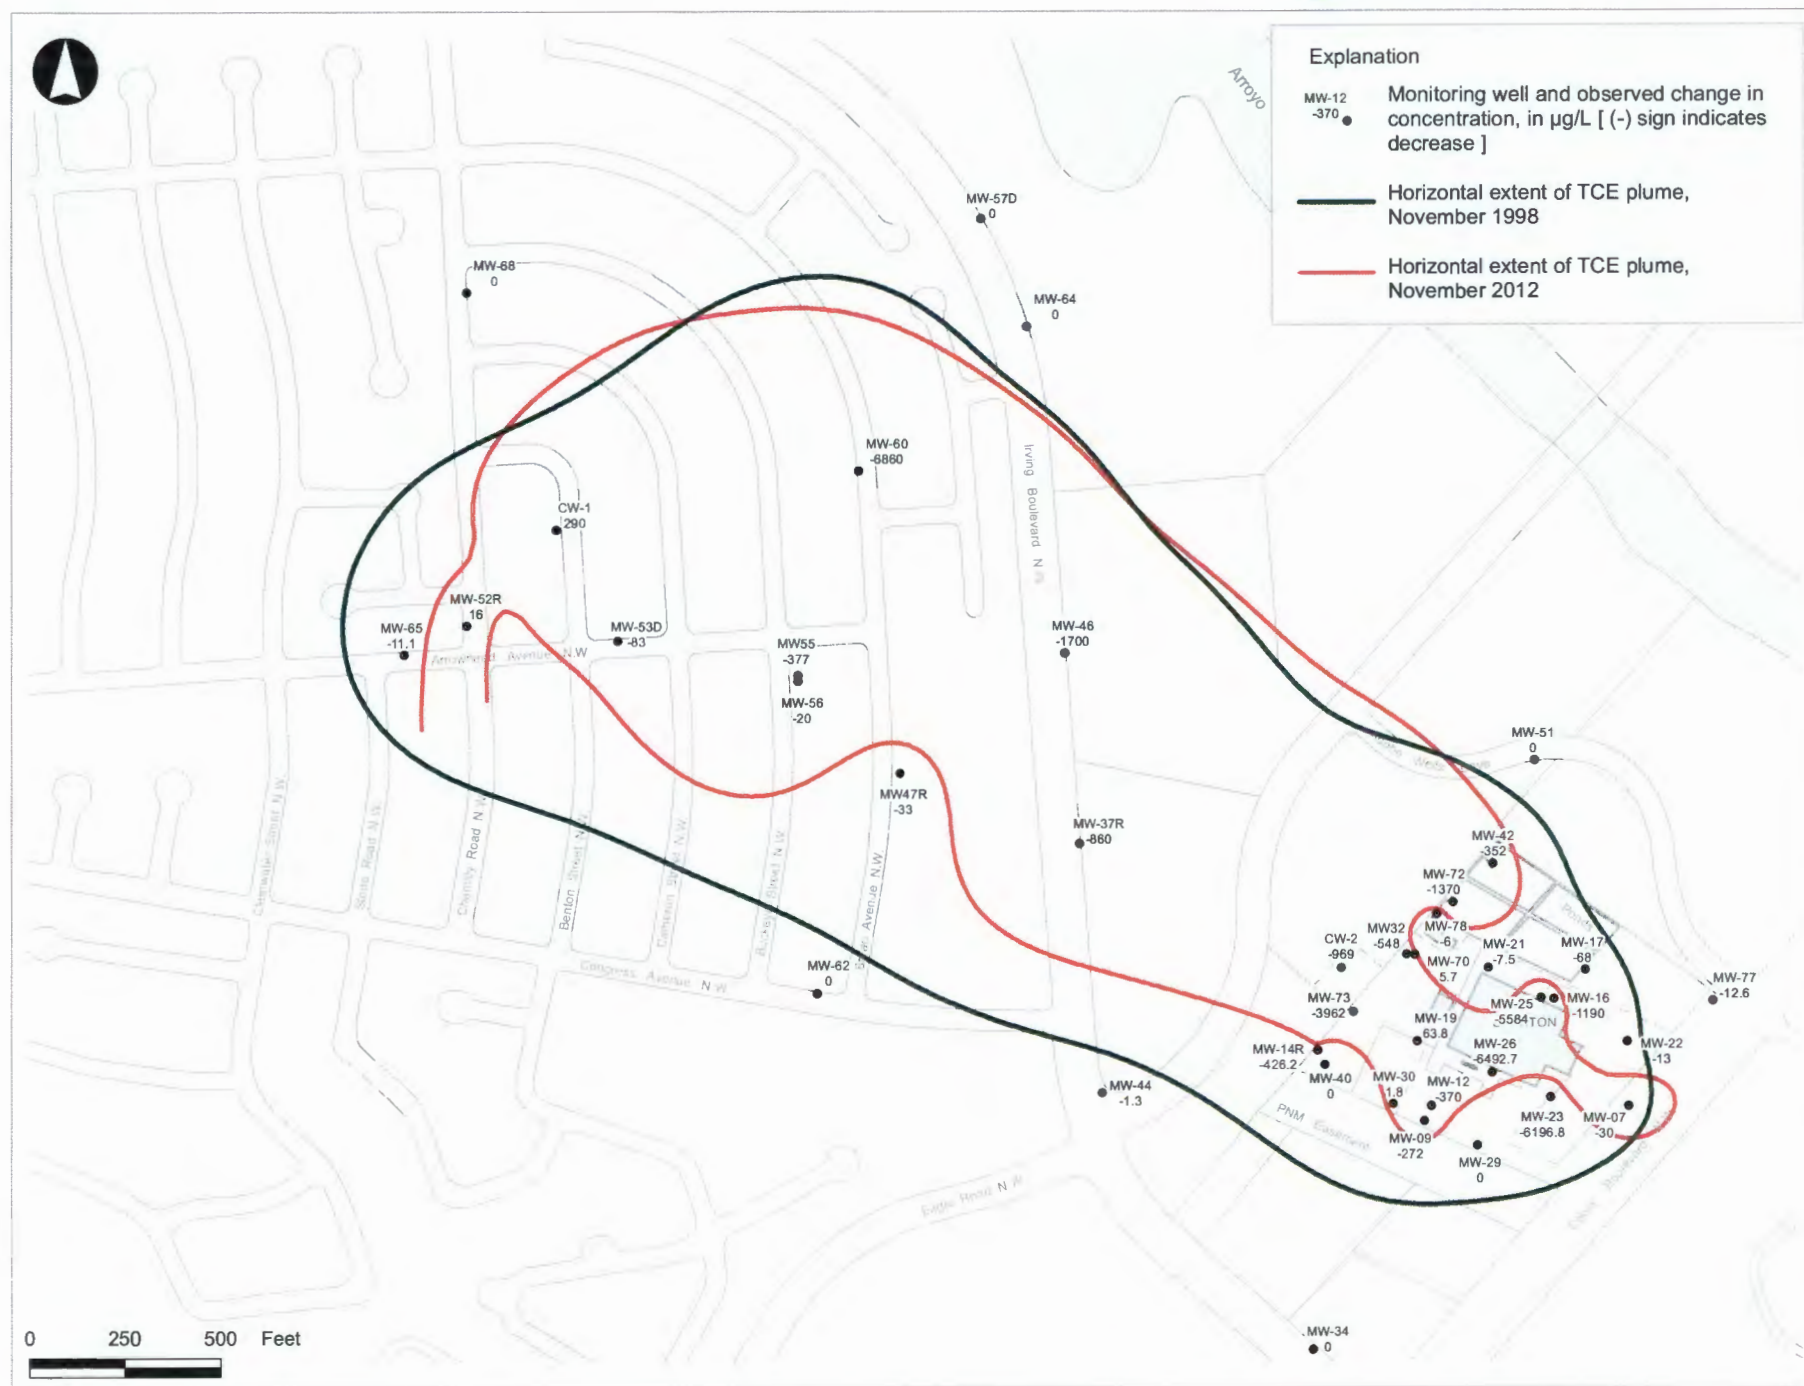 Explanation
MW-12
-370
Monitoring well and observed change in
concentration, in µg/L [ (-) sign indicates
decrease ]
Horizontal extent of TCE plume,
November 1998
Horizontal extent of TCE plume,
November 2012
Arroyo
MW-57D
0
MW-68
0
MW-64
0
MW-60
-6860
Irving Boulevard N.W.
CW-1
290
MW-52R
16
MW-65
-11.1
MW-53D
-83
Arrowhead Avenue N.W
MW55
-377
MW-56
-20
MW-46
-1700
MW-51
0
MW47R
-33
MW-37R
-860
MW-42
-352
MW-72
-1370
MW-78
-6
MW32
-548
MW-70
5.7
MW-21
-7.5
MW-17
-68
Ponds
CW-2
-969
MW-73
-3962
MW-77
-12.6
MW-25
-5584
MW-16
-1190
MW-19
63.8
MW-26
-6492.7
MW-22
-13
MW-14R
-426.2
MW-40
0
MW-30
1.8
MW-12
-370
MW-23
-6196.8
MW-07
-30
MW-09
-272
MW-29
0
MW-62
0
MW-44
-1.3
MW-34
0
Chantilly Road N.W.
Benton Street N.W.
Cameron Street N.W.
Congress Avenue N.W.
PNM Easement
Eagle Road N.W.
0 250 500 Feet